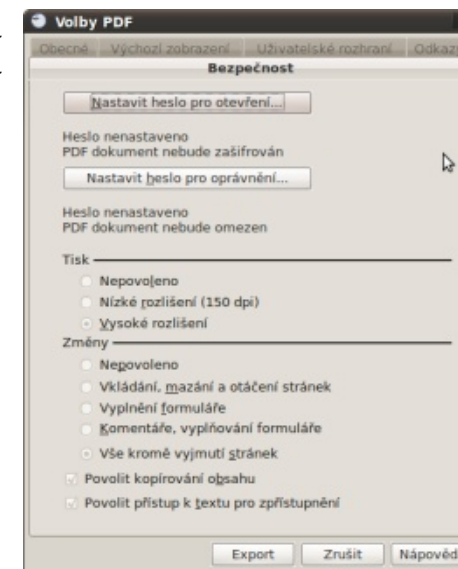 Volby PDF
Obecné Výchozí zobrazení Uživatelské rozhraní Odkaz
Bezpečnost
Nastavit heslo pro otevření...
Heslo nenastaveno
PDF dokument nebude zašifrován
Nastavit heslo pro oprávnění...
Heslo nenastaveno
PDF dokument nebude omezen
Tisk
Nepovoleno
Nízké rozlišení (150 dpi)
Vysoké rozlišení
Změny
Nepovoleno
Vkládání, mazání a otáčení stránek
Vyplnění formuláře
Komentáře, vyplňování formuláře
Vše kromě vyjmutí stránek
Povolit kopírování obsahu
Povolit přístup k textu pro zpřístupnění
Export Zrušit Nápověd